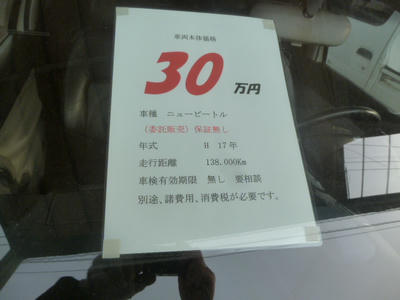 車両本体価格
30 万円
車種 ニュービートル
(委託販売)保証無し
年式 H 17年
走行距離 138.000Km
車検有効期限 無し 要相談
別途、諸費用、消費税が必要です。